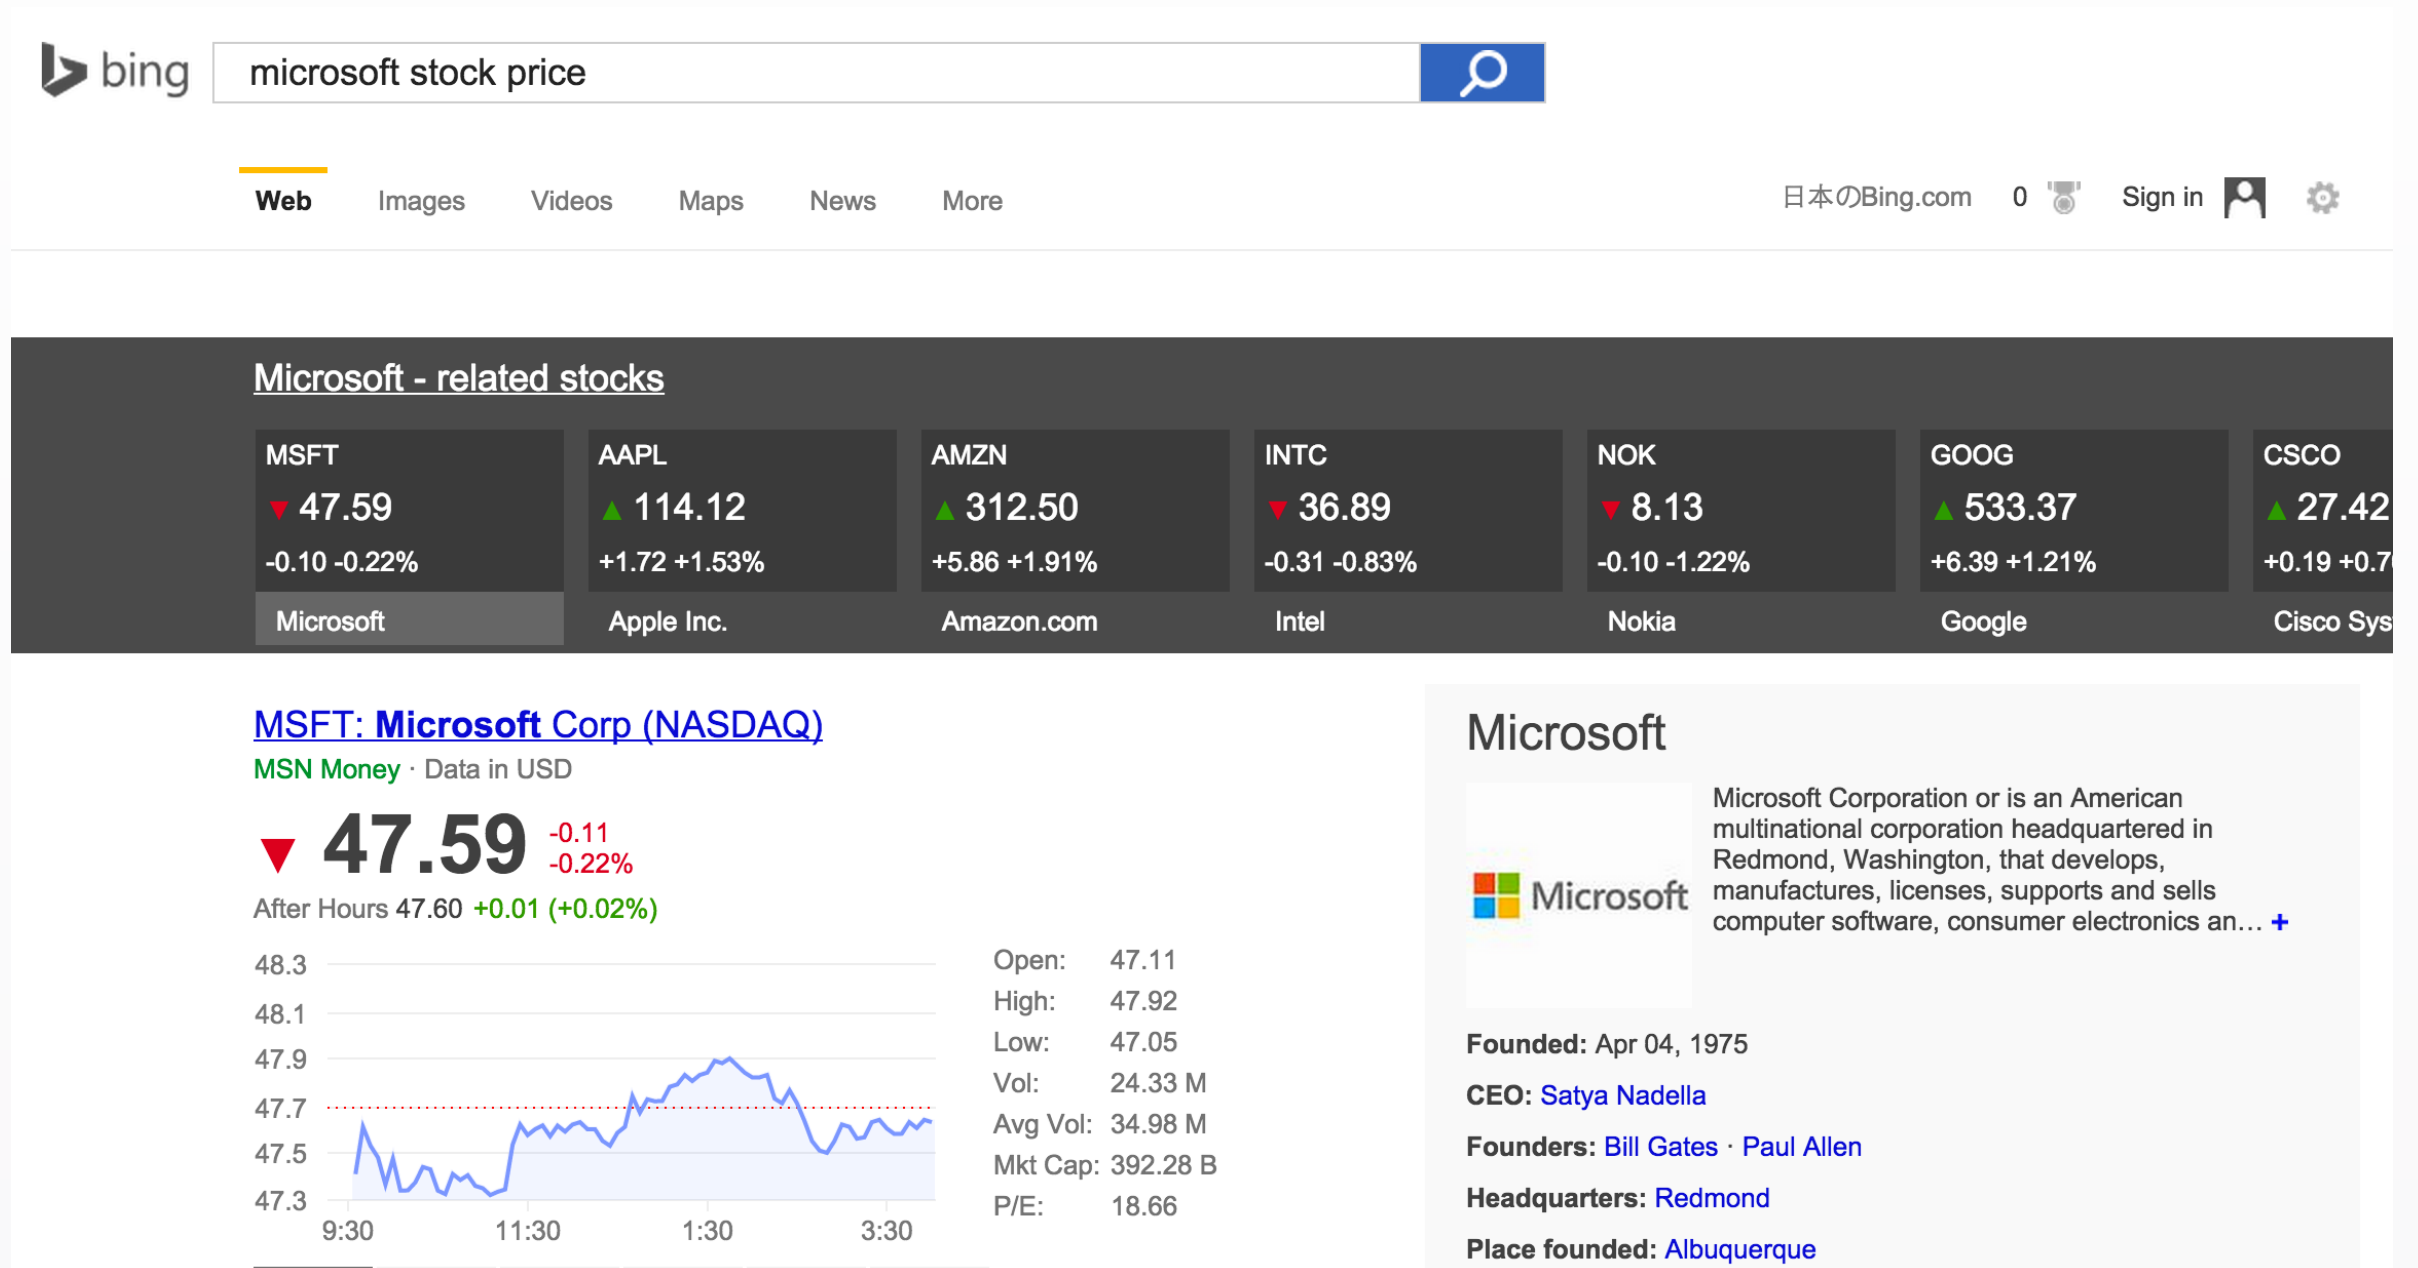 bing microsoft stock price
Web Images Videos Maps News More 日本のBing.com 0 Sign in
Microsoft - related stocks
MSFT AAPL AMZN INTC NOK GOOG CSCO
▼ 47.59 ▲ 114.12 ▲ 312.50 ▼ 36.89 ▼ 8.13 ▲ 533.37 ▲ 27.42
-0.10 -0.22% +1.72 +1.53% +5.86 +1.91% -0.31 -0.83% -0.10 -1.22% +6.39 +1.21% +0.19 +0.7
Microsoft Apple Inc. Amazon.com Intel Nokia Google Cisco Sys
MSFT: Microsoft Corp (NASDAQ)
MSN Money · Data in USD
▼ 47.59
-0.11
-0.22%
After Hours 47.60 +0.01 (+0.02%)
48.3
48.1
47.9
47.7
47.5
47.3
9:30 11:30 1:30 3:30
Open: 47.11
High: 47.92
Low: 47.05
Vol: 24.33 M
Avg Vol: 34.98 M
Mkt Cap: 392.28 B
P/E: 18.66
Microsoft
Microsoft
Microsoft Corporation or is an American
multinational corporation headquartered in
Redmond, Washington, that develops,
manufactures, licenses, supports and sells
computer software, consumer electronics an… +
Founded: Apr 04, 1975
CEO: Satya Nadella
Founders: Bill Gates · Paul Allen
Headquarters: Redmond
Place founded: Albuquerque